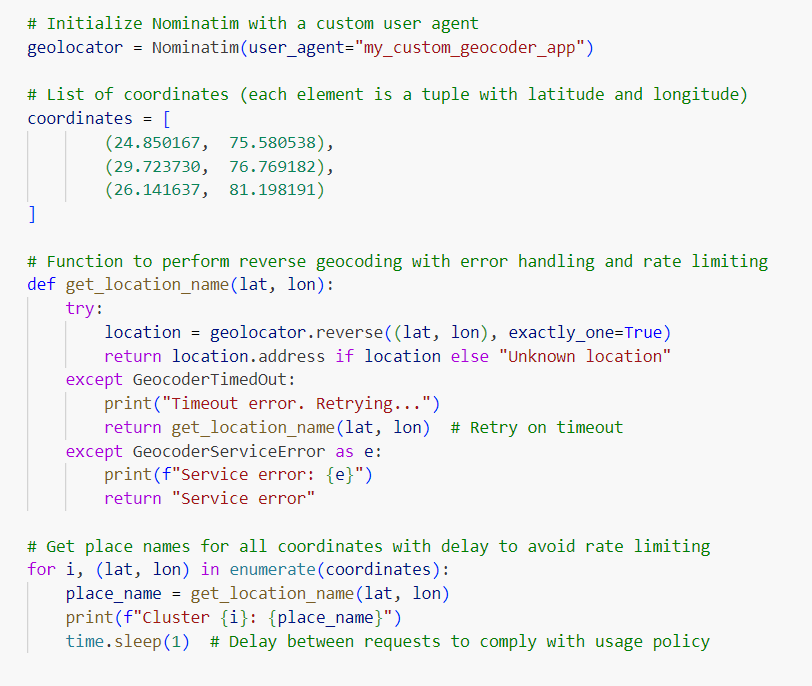 # Initialize Nominatim with a custom user agent
geolocator = Nominatim(user_agent="my_custom_geocoder_app")

# List of coordinates (each element is a tuple with latitude and longitude)
coordinates = [
        (24.850167,  75.580538),
        (29.723730,  76.769182),
        (26.141637,  81.198191)
]

# Function to perform reverse geocoding with error handling and rate limiting
def get_location_name(lat, lon):
    try:
        location = geolocator.reverse((lat, lon), exactly_one=True)
        return location.address if location else "Unknown location"
    except GeocoderTimedOut:
        print("Timeout error. Retrying...")
        return get_location_name(lat, lon)  # Retry on timeout
    except GeocoderServiceError as e:
        print(f"Service error: {e}")
        return "Service error"

# Get place names for all coordinates with delay to avoid rate limiting
for i, (lat, lon) in enumerate(coordinates):
    place_name = get_location_name(lat, lon)
    print(f"Cluster {i}: {place_name}")
    time.sleep(1)  # Delay between requests to comply with usage policy